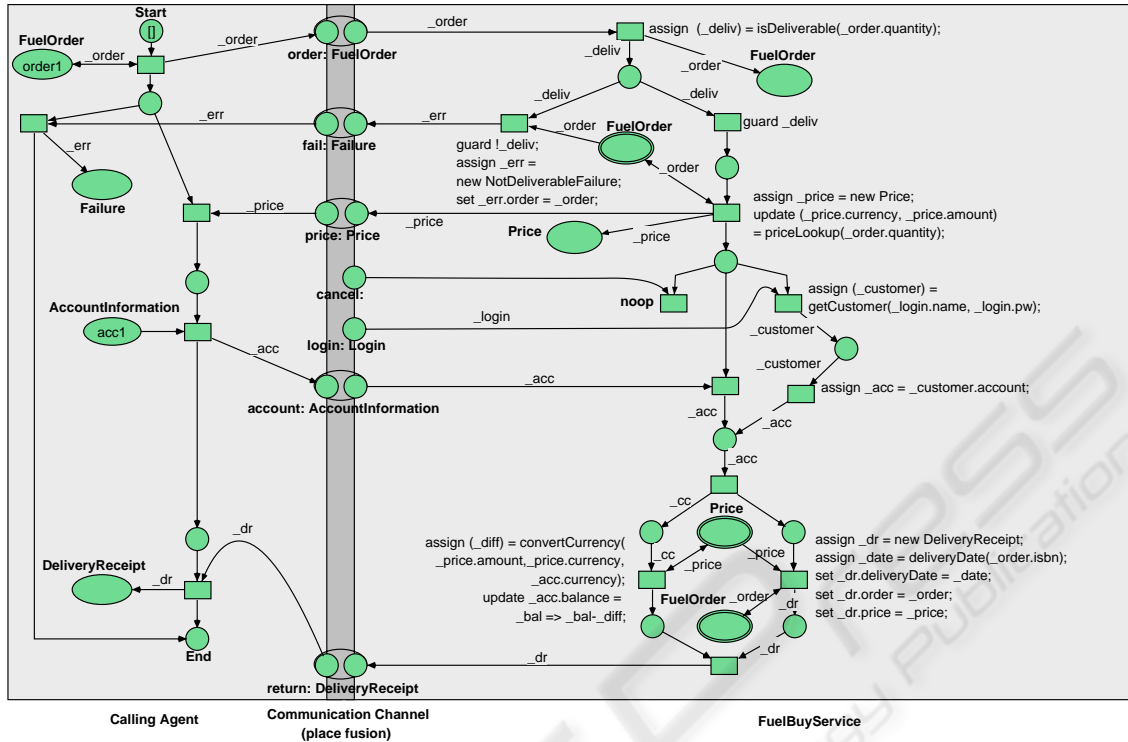 Start
[]
FuelOrder
_order
order1
_order
order: FuelOrder
_order
assign (_deliv) = isDeliverable(_order.quantity);
_deliv
_order
FuelOrder
_deliv
_deliv
_err
_err
fail: Failure
_err
_order
FuelOrder
guard _deliv
guard !_deliv;
assign _err =
new NotDeliverableFailure;
set _err.order = _order;
_order
Failure
_price
price: Price
_price
Price
_price
assign _price = new Price;
update (_price.currency, _price.amount)
= priceLookup(_order.quantity);
cancel:
noop
assign (_customer) =
getCustomer(_login.name, _login.pw);
AccountInformation
acc1
login: Login
_login
_customer
_customer
_acc
account: AccountInformation
_acc
assign _acc = _customer.account;
_acc
_acc
_acc
_cc
Price
_dr
assign (_diff) = convertCurrency(
_price.amount,_price.currency,
_acc.currency);
update _acc.balance =
_bal => _bal-_diff;
_cc
_price
_price
assign _dr = new DeliveryReceipt;
assign _date = deliveryDate(_order.isbn);
set _dr.deliveryDate = _date;
set _dr.order = _order;
set _dr.price = _price;
DeliveryReceipt
_dr
FuelOrder
_order
_dr
End
_dr
_dr
return: DeliveryReceipt
Calling Agent
Communication Channel
(place fusion)
FuelBuyService